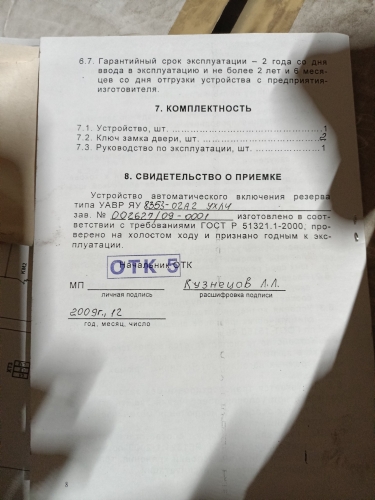 6.7. Гарантийный срок эксплуатации – 2 года со дня
ввода в эксплуатацию и не более 2 лет и 6 меся-
цев со дня отгрузки устройства с предприятия-
изготовителя.
7. КОМПЛЕКТНОСТЬ
7.1. Устройство, шт. 1
7.2. Ключ замка двери, шт. 2
7.3. Руководство по эксплуатации, шт. 1
8. СВИДЕТЕЛЬСТВО О ПРИЕМКЕ
Устройство автоматического включения резерва
типа УАВР ЯУ 8353-02А2 УХЛ4
зав. № 002627/09-0001 изготовлено в соот-
ветствии с требованиями ГОСТ Р 51321.1-2000, про-
верено на холостом ходу и признано годным к экс-
плуатации.
Начальник ОТК
ОТК 5
МП Кузнецов Л.Л.
личная подпись расшифровка подписи
2009г., 12
год, месяц, число
8